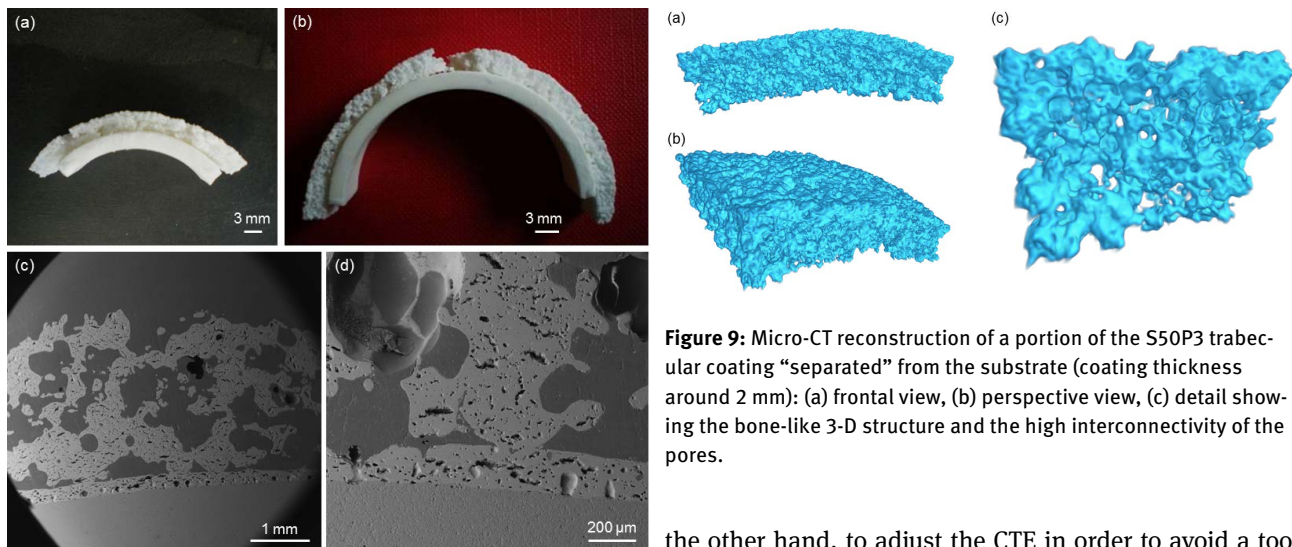 (a)
(b)
3 mm
3 mm
(c)
(d)
1 mm
200 µm
(a)
(c)
(b)
Figure 9: Micro-CT reconstruction of a portion of the S50P3 trabec-
ular coating “separated” from the substrate (coating thickness
around 2 mm): (a) frontal view, (b) perspective view, (c) detail show-
ing the bone-like 3-D structure and the high interconnectivity of the
pores.
the other hand, to adjust the CTE in order to avoid a too